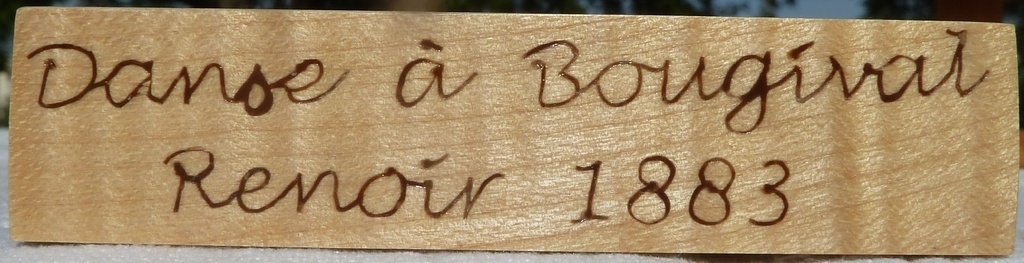 Danse à Bougival
Renoir 1883